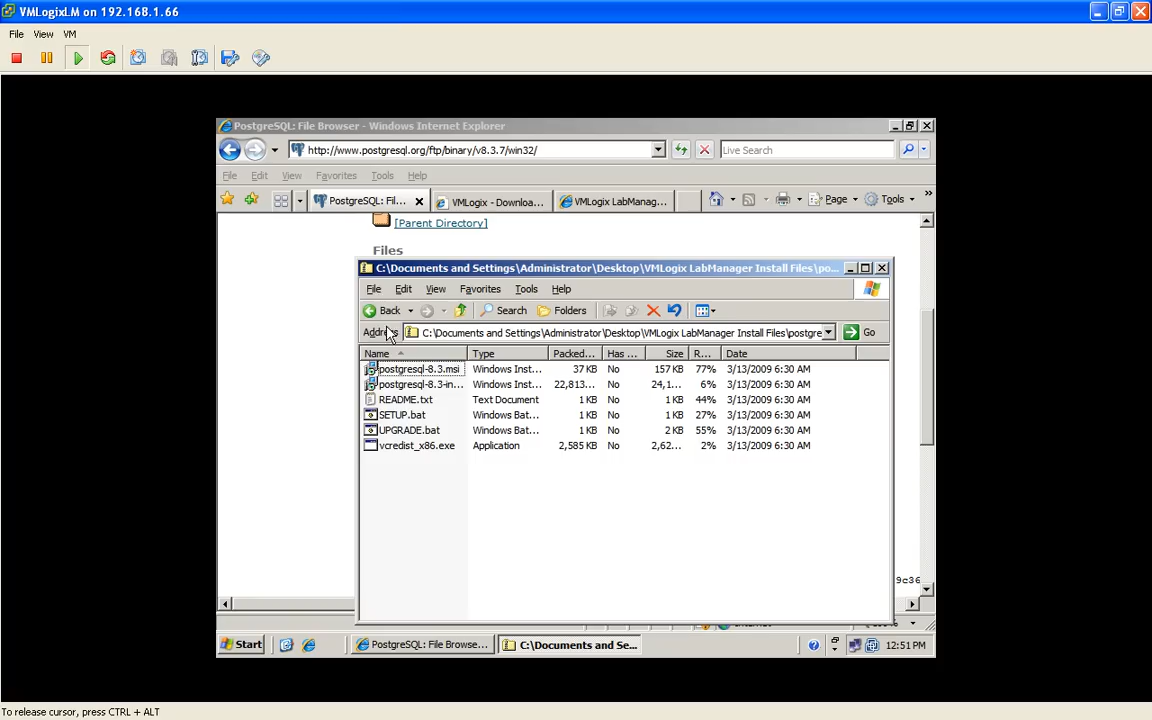 VMLogixLM on 192.168.1.66
File View VM
PostgreSQL: File Browser - Windows Internet Explorer
http://www.postgresql.org/ftp/binary/v8.3.7/win32/
Live Search
File Edit View Favorites Tools Help
PostgreSQL: Fil... VMLogix - Downloa... VMLogix LabManag... Page Tools »
[Parent Directory]
Files
C:\Documents and Settings\Administrator\Desktop\VMLogix LabManager Install Files\po...
File Edit View Favorites Tools Help
Back Search Folders
Address C:\Documents and Settings\Administrator\Desktop\VMLogix LabManager Install Files\postgre Go
Name Type Packed... Has ... Size R... Date
postgresql-8.3.msi Windows Inst... 37 KB No 157 KB 77% 3/13/2009 6:30 AM
postgresql-8.3-in... Windows Inst... 22,813... No 24,1... 6% 3/13/2009 6:30 AM
README.txt Text Document 1 KB No 1 KB 44% 3/13/2009 6:30 AM
SETUP.bat Windows Bat... 1 KB No 1 KB 27% 3/13/2009 6:30 AM
UPGRADE.bat Windows Bat... 1 KB No 2 KB 55% 3/13/2009 6:30 AM
vcredist_x86.exe Application 2,585 KB No 2,62... 2% 3/13/2009 6:30 AM
9c36
Start PostgreSQL: File Browse... C:\Documents and Se... 12:51 PM
To release cursor, press CTRL + ALT